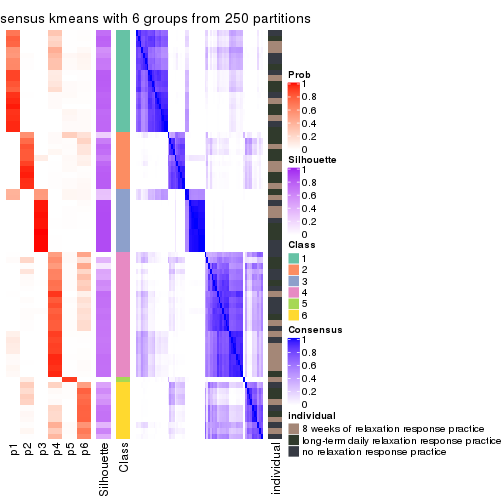 sensus kmeans with 6 groups from 250 partitions
Prob
1
0.8
0.6
0.4
0.2
0
Silhouette
1
0.8
0.6
0.4
0.2
0
Class
1
2
3
4
5
6
Consensus
1
0.8
0.6
0.4
0.2
0
individual
8 weeks of relaxation response practice
long-term daily relaxation response practice
no relaxation response practice
p1
p2
p3
p4
p5
p6
Silhouette
Class
individual